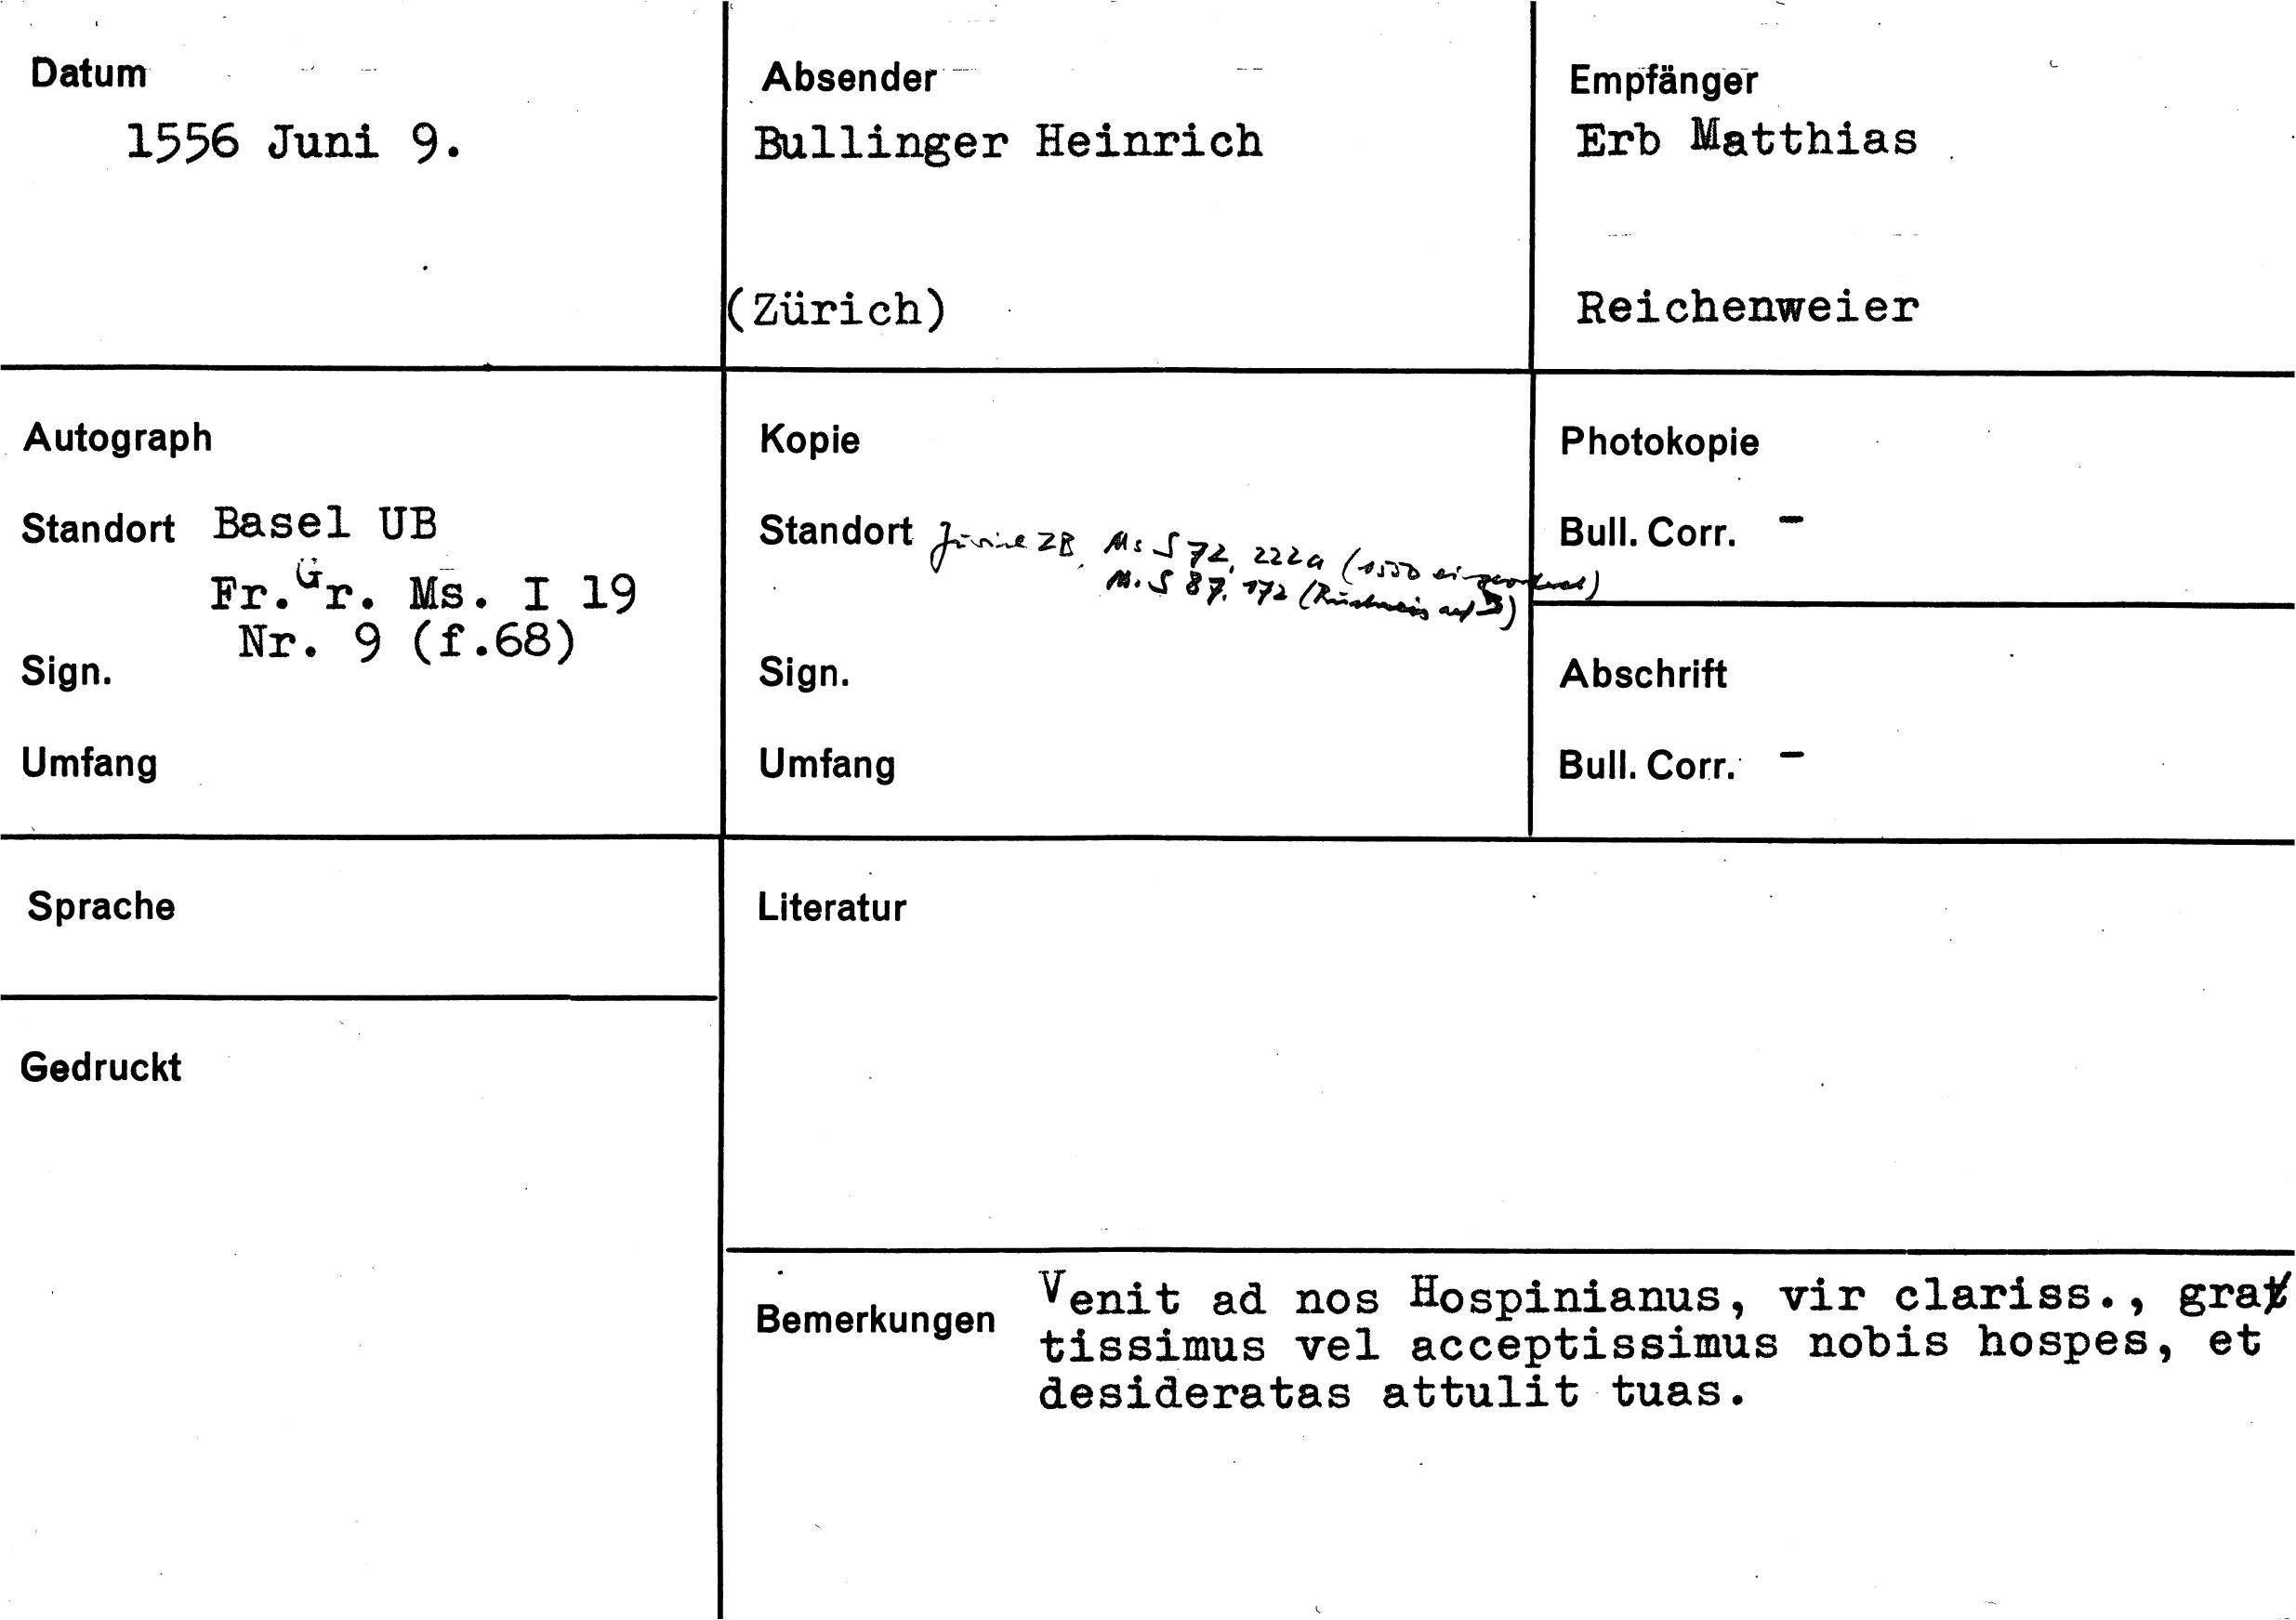 Datum
1556 Juni 9.
Absender
Bullinger Heinrich
(Zürich)
Empfänger
Erb Matthias
Reichenweier
Autograph
Standort Basel UB
Fr.Gr. Ms. I 19
Nr. 9 (f.68)
Sign.
Umfang
Kopie
Standort Zürich ZB, Ms S 72, 222a (1550 eingeordnet)
Ms. S 87, 172 (Rückweis auf
Sign.
Umfang
Photokopie
Bull. Corr. -
Abschrift
Bull. Corr. -
Sprache
Gedruckt
Literatur
Bemerkungen
Venit ad nos Hospinianus, vir clariss., gra
tissimus vel acceptissimus nobis hospes, et
desideratas attulit tuas.